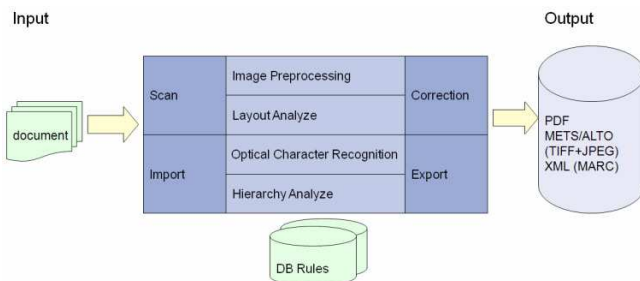 Input
Output
document
Scan
Import
Image Preprocessing
Layout Analyze
Optical Character Recognition
Hierarchy Analyze
Correction
Export
PDF
METS/ALTO
(TIFF+JPEG)
XML (MARC)
DB Rules